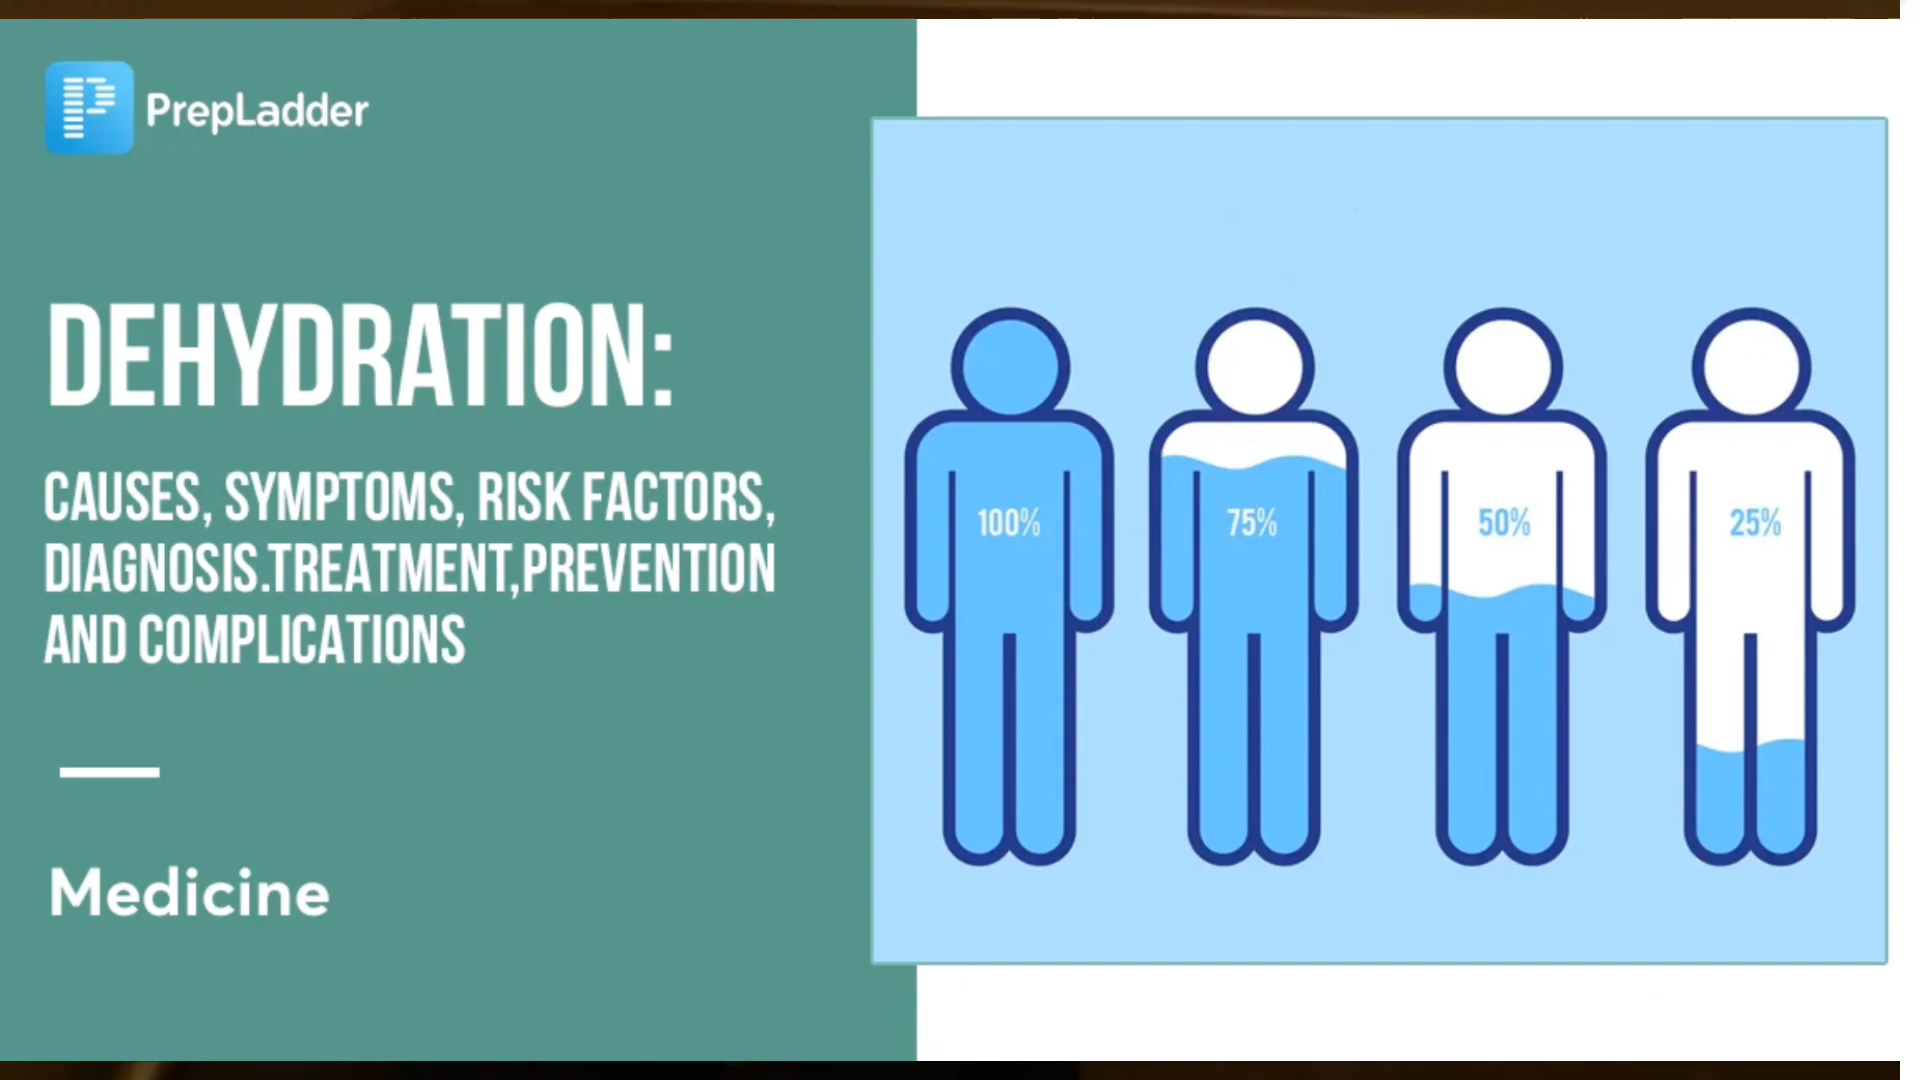 PrepLadder
DEHYDRATION:
CAUSES, SYMPTOMS, RISK FACTORS,
DIAGNOSIS.TREATMENT,PREVENTION
AND COMPLICATIONS
Medicine
100%
75%
50%
25%